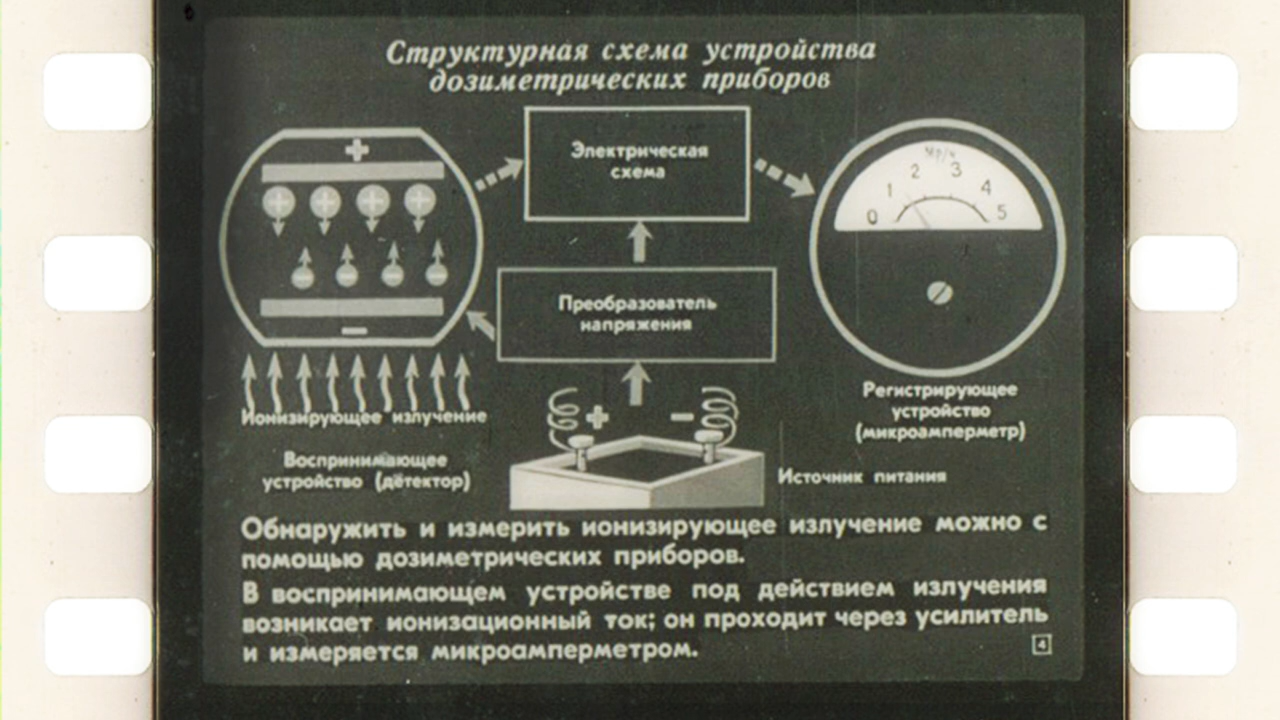 Структурная схема устройства
дозиметрических приборов
+
Электрическая
схема
Мр/ч
0 1 2 3 4 5
+ + + +
− − − −
−
Преобразователь
напряжения
Ионизирующее излучение
+ −
Регистрирующее
устройство
(микроамперметр)
Воспринимающее
устройство (детектор)
Источник питания
Обнаружить и измерить ионизирующее излучение можно с
помощью дозиметрических приборов.
В воспринимающем устройстве под действием излучения
возникает ионизационный ток; он проходит через усилитель
и измеряется микроамперметром.
4